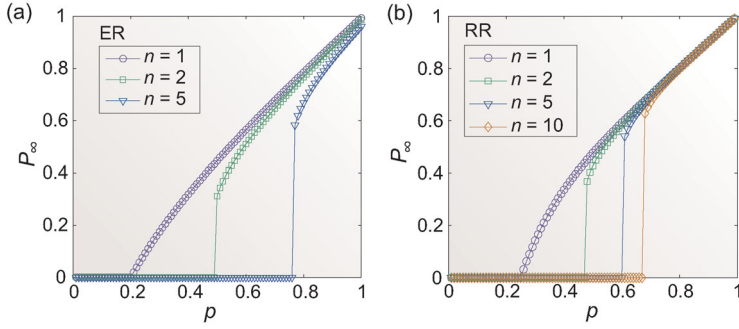 (a)
ER
n = 1
n = 2
n = 5
P∞
1
0.8
0.6
0.4
0.2
0
0 0.2 0.4 0.6 0.8 1
p
(b)
RR
n = 1
n = 2
n = 5
n = 10
P∞
1
0.8
0.6
0.4
0.2
0
0 0.2 0.4 0.6 0.8 1
p